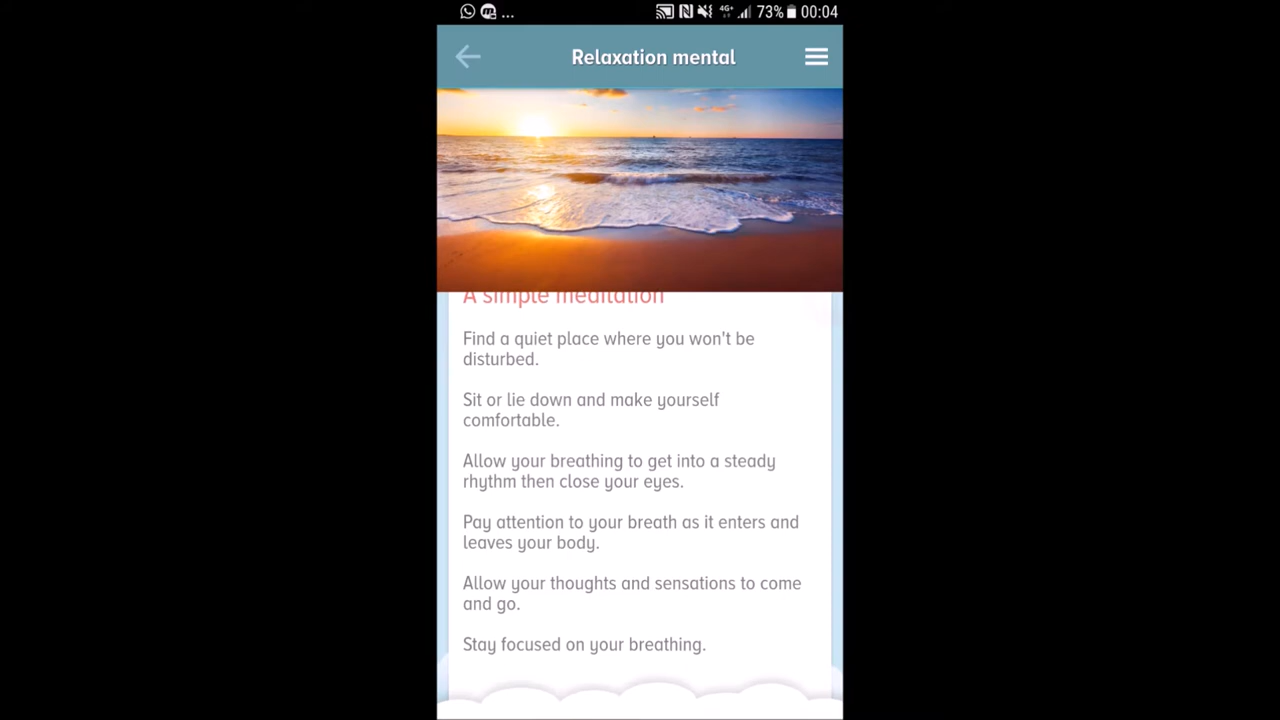 ... 4G+ 73% 00:04
Relaxation mental
A simple meditation
Find a quiet place where you won't be
disturbed.
Sit or lie down and make yourself
comfortable.
Allow your breathing to get into a steady
rhythm then close your eyes.
Pay attention to your breath as it enters and
leaves your body.
Allow your thoughts and sensations to come
and go.
Stay focused on your breathing.